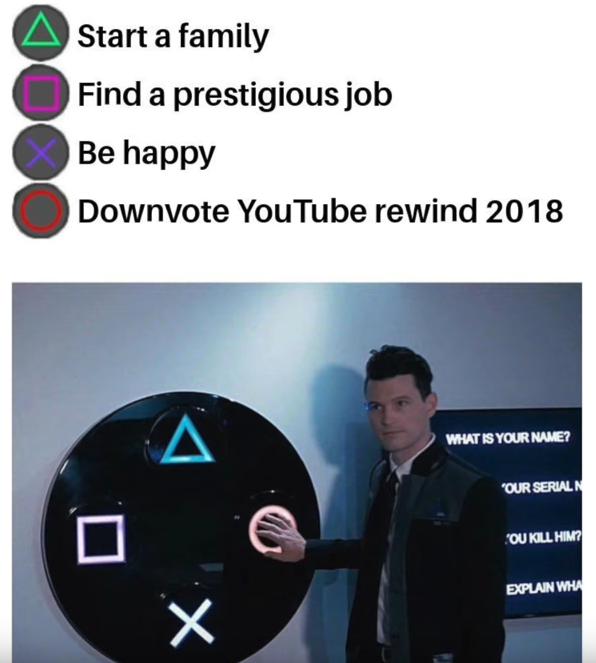 Start a family
Find a prestigious job
Be happy
Downvote YouTube rewind 2018
WHAT IS YOUR NAME?
OUR SERIAL N
OU KILL HIM?
EXPLAIN WHA